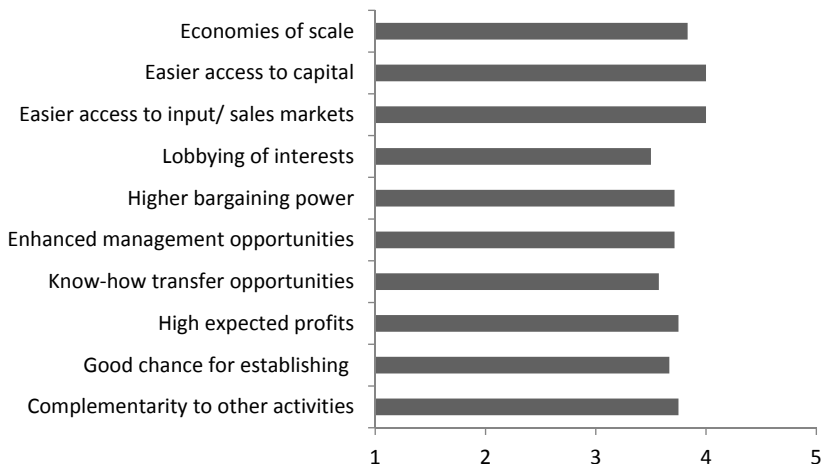 Economies of scale
Easier access to capital
Easier access to input/ sales markets
Lobbying of interests
Higher bargaining power
Enhanced management opportunities
Know-how transfer opportunities
High expected profits
Good chance for establishing
Complementarity to other activities
1 2 3 4 5